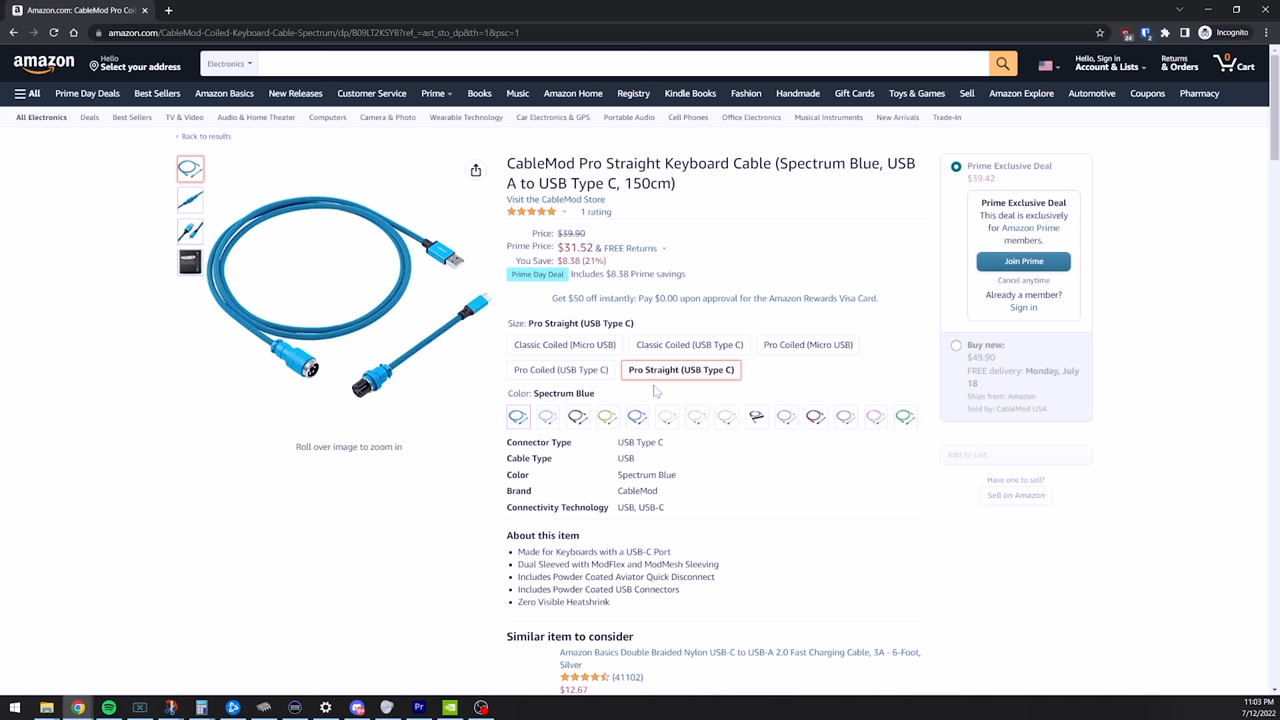 Amazon.com: CableMod Pro Coi
Incognito
amazon.com/CableMod-Coiled-Keyboard-Cable-Spectrum/dp/B09LT2KSYB?ref_=ast_sto_dp&th=1&psc=1
amazon
Hello
Select your address
Electronics
Hello, Sign in
Account & Lists
Returns
& Orders
0
Cart
All
Prime Day Deals
Best Sellers
Amazon Basics
New Releases
Customer Service
Prime
Books
Music
Amazon Home
Registry
Kindle Books
Fashion
Handmade
Gift Cards
Toys & Games
Sell
Amazon Explore
Automotive
Coupons
Pharmacy
All Electronics
Deals
Best Sellers
TV & Video
Audio & Home Theater
Computers
Camera & Photo
Wearable Technology
Car Electronics & GPS
Portable Audio
Cell Phones
Office Electronics
Musical Instruments
New Arrivals
Trade-In
‹ Back to results
Roll over image to zoom in
CableMod Pro Straight Keyboard Cable (Spectrum Blue, USB
A to USB Type C, 150cm)
Visit the CableMod Store
1 rating
Price: $39.90
Prime Price: $31.52 & FREE Returns
You Save: $8.38 (21%)
Prime Day Deal Includes $8.38 Prime savings
Get $50 off instantly: Pay $0.00 upon approval for the Amazon Rewards Visa Card.
Size: Pro Straight (USB Type C)
Classic Coiled (Micro USB)
Classic Coiled (USB Type C)
Pro Coiled (Micro USB)
Pro Coiled (USB Type C)
Pro Straight (USB Type C)
Color: Spectrum Blue
Connector Type USB Type C
Cable Type USB
Color Spectrum Blue
Brand CableMod
Connectivity Technology USB, USB-C
About this item
• Made for Keyboards with a USB-C Port
• Dual Sleeved with ModFlex and ModMesh Sleeving
• Includes Powder Coated Aviator Quick Disconnect
• Includes Powder Coated USB Connectors
• Zero Visible Heatshrink
Similar item to consider
Amazon Basics Double Braided Nylon USB-C to USB-A 2.0 Fast Charging Cable, 3A - 6-Foot,
Silver
(41102)
$12.67
Prime Exclusive Deal
$39.42
Prime Exclusive Deal
This deal is exclusively
for Amazon Prime
members.
Join Prime
Cancel anytime
Already a member?
Sign in
Buy new:
$49.90
FREE delivery: Monday, July
18
Ships from: Amazon
Sold by: CableMod USA
Add to List
Have one to sell?
Sell on Amazon
11:03 PM
7/12/2022